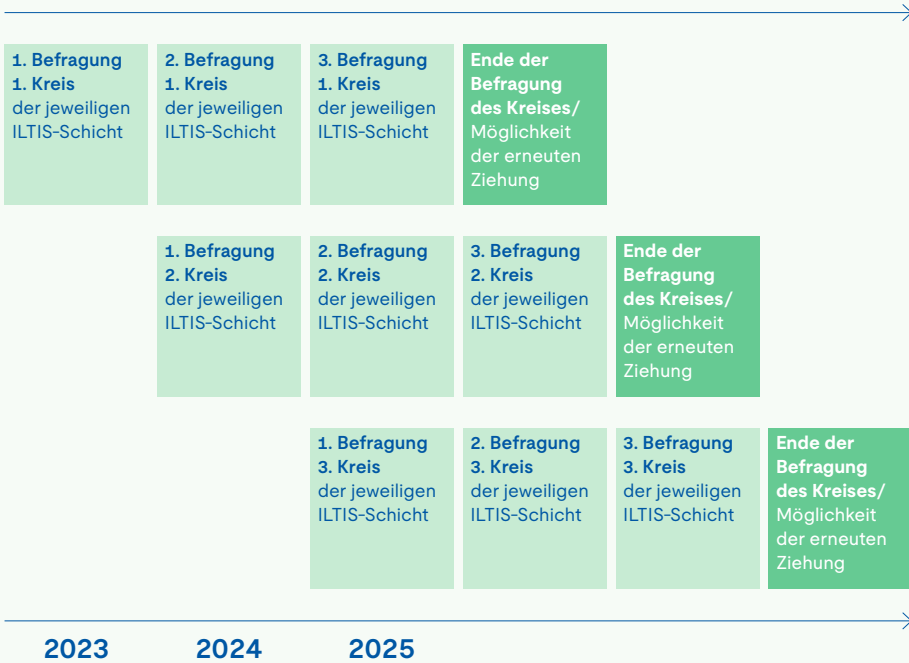 1. Befragung
1. Kreis
der jeweiligen
ILTIS-Schicht
2. Befragung
1. Kreis
der jeweiligen
ILTIS-Schicht
3. Befragung
1. Kreis
der jeweiligen
ILTIS-Schicht
Ende der
Befragung
des Kreises/
Möglichkeit
der erneuten
Ziehung
1. Befragung
2. Kreis
der jeweiligen
ILTIS-Schicht
2. Befragung
2. Kreis
der jeweiligen
ILTIS-Schicht
3. Befragung
2. Kreis
der jeweiligen
ILTIS-Schicht
Ende der
Befragung
des Kreises/
Möglichkeit
der erneuten
Ziehung
1. Befragung
3. Kreis
der jeweiligen
ILTIS-Schicht
2. Befragung
3. Kreis
der jeweiligen
ILTIS-Schicht
3. Befragung
3. Kreis
der jeweiligen
ILTIS-Schicht
Ende der
Befragung
des Kreises/
Möglichkeit
der erneuten
Ziehung
2023
2024
2025